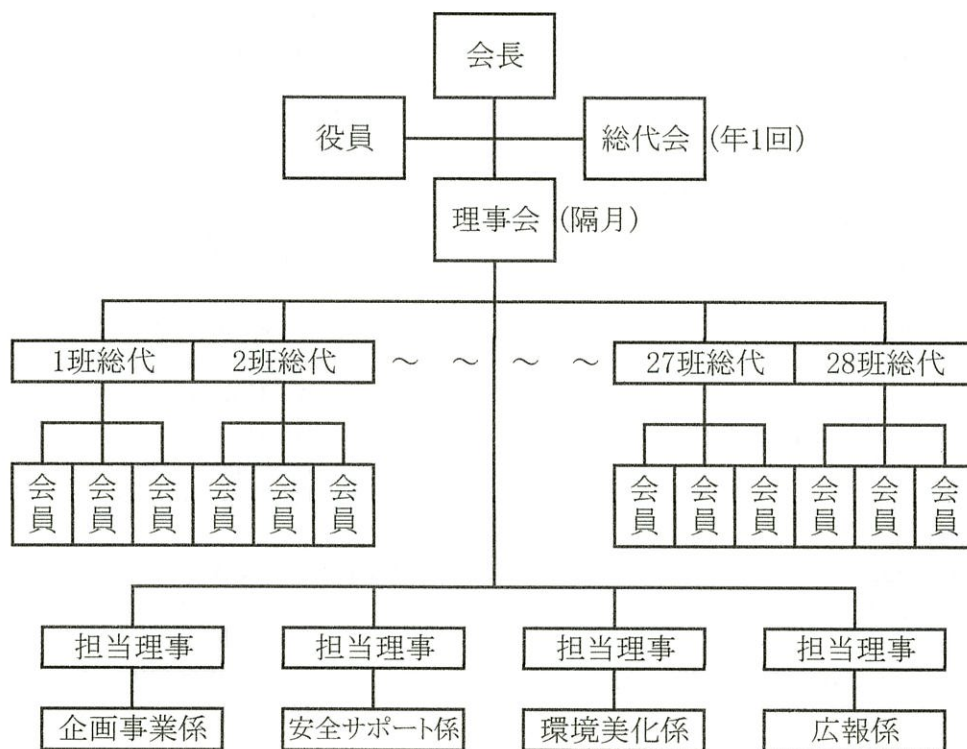 会長
役員
総代会 (年1回)
理事会 (隔月)
1班総代 2班総代 ～ ～ ～ ～ 27班総代 28班総代
会員 会員 会員 会員 会員 会員 会員 会員 会員 会員 会員 会員
担当理事 担当理事 担当理事 担当理事
企画事業係 安全サポート係 環境美化係 広報係